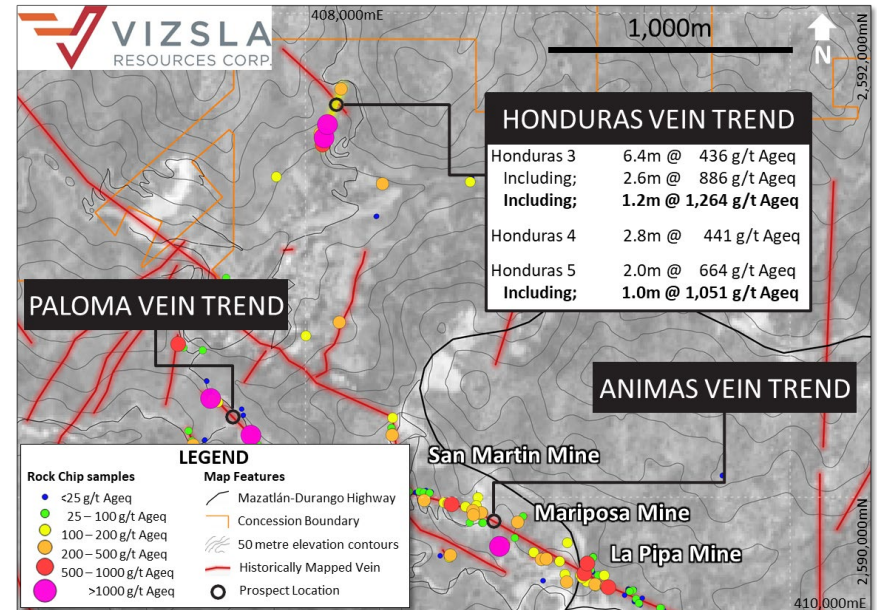 VIZSLA
RESOURCES CORP.
408,000mE
1,000m
N
2,592,000mN
HONDURAS VEIN TREND
Honduras 3 6.4m @ 436 g/t Ageq
Including; 2.6m @ 886 g/t Ageq
Including; 1.2m @ 1,264 g/t Ageq
Honduras 4 2.8m @ 441 g/t Ageq
Honduras 5 2.0m @ 664 g/t Ageq
Including; 1.0m @ 1,051 g/t Ageq
PALOMA VEIN TREND
ANIMAS VEIN TREND
San Martin Mine
Mariposa Mine
La Pipa Mine
2,590,000mN
410,000mE
LEGEND
Rock Chip samples
<25 g/t Ageq
25 – 100 g/t Ageq
100 – 200 g/t Ageq
200 – 500 g/t Ageq
500 – 1000 g/t Ageq
>1000 g/t Ageq
Map Features
Mazatlán-Durango Highway
Concession Boundary
50 metre elevation contours
Historically Mapped Vein
Prospect Location